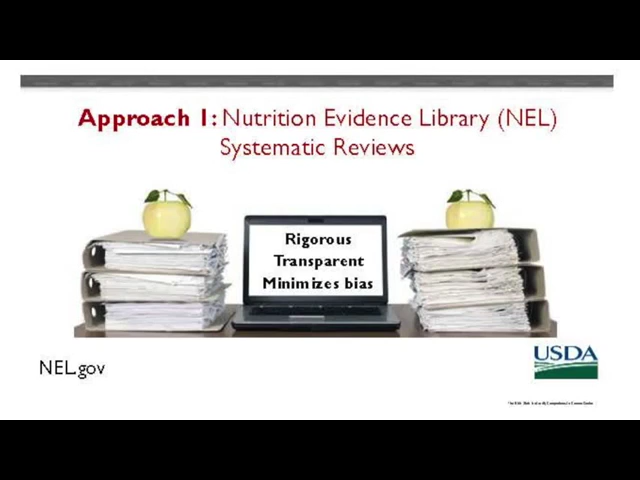 Approach 1: Nutrition Evidence Library (NEL)
Systematic Reviews
Rigorous
Transparent
Minimizes bias
NEL.gov
USDA